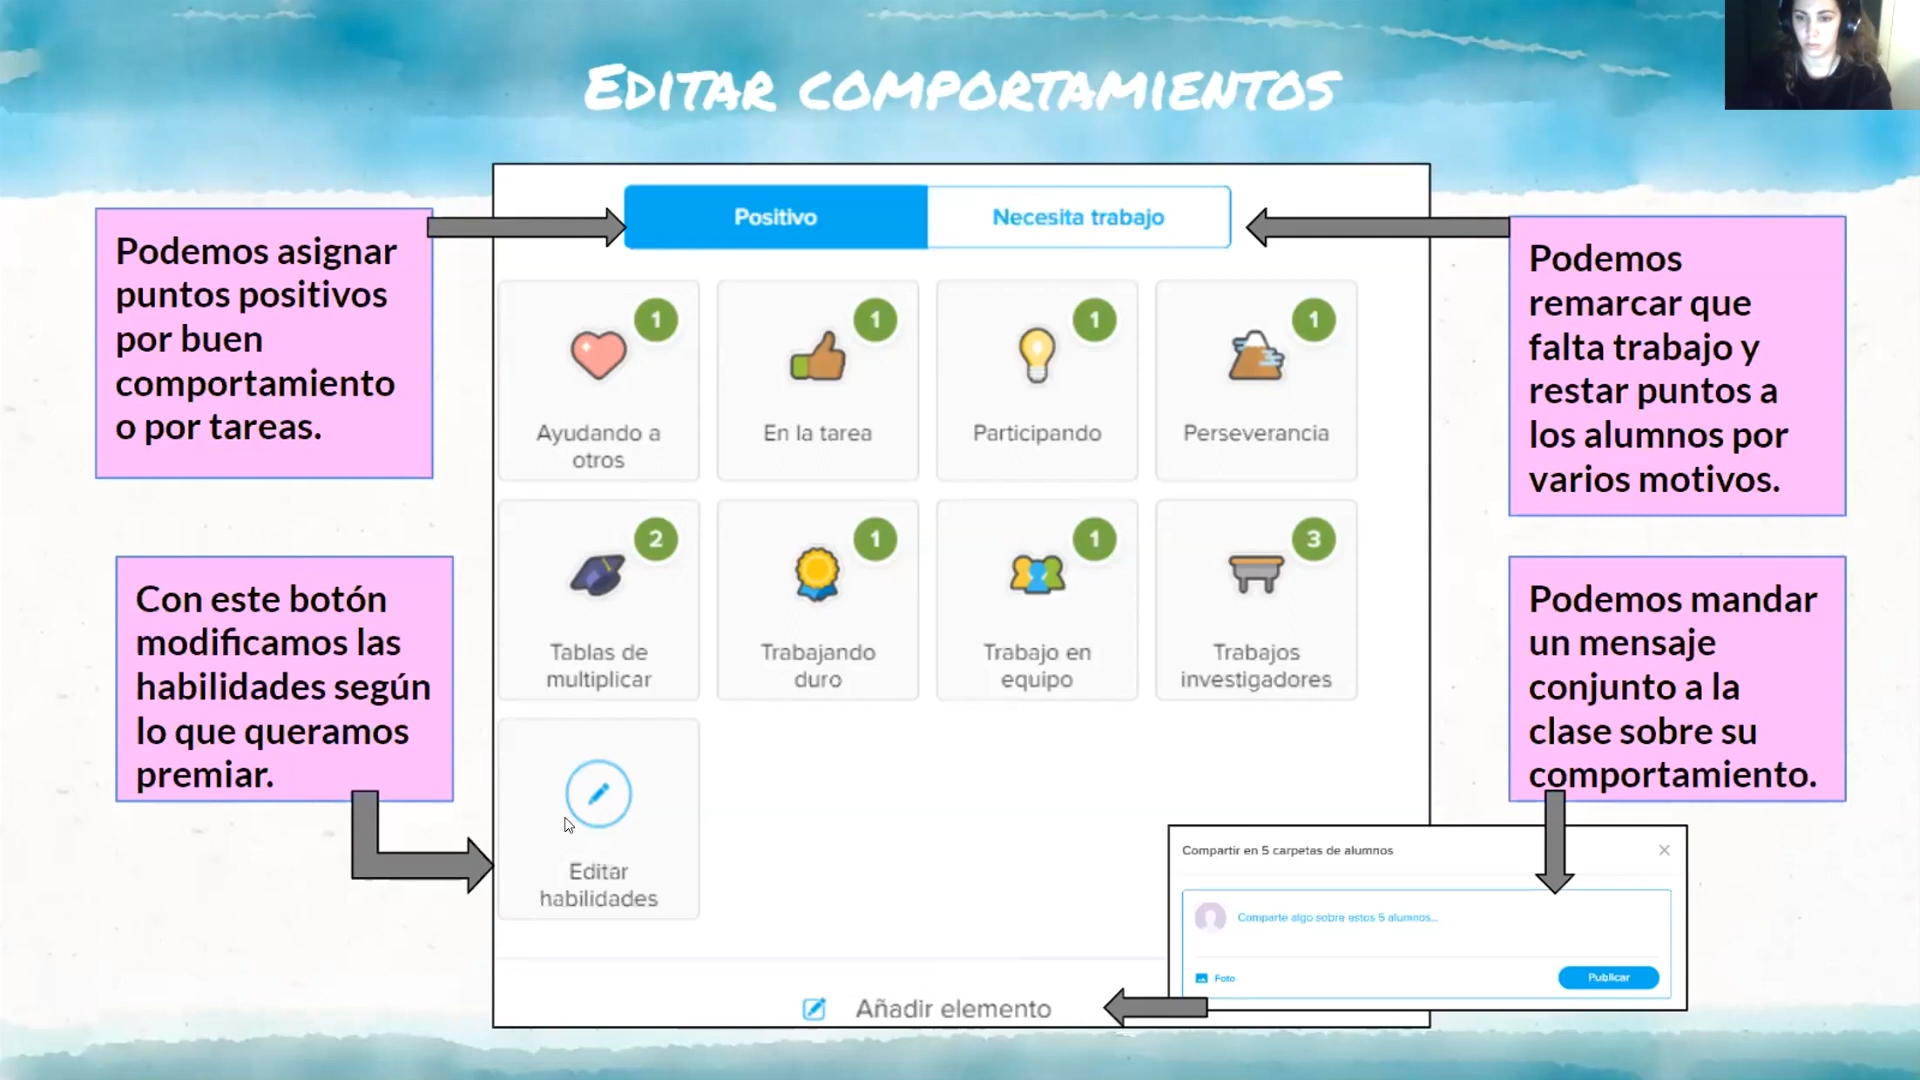 EDITAR COMPORTAMIENTOS
Podemos asignar
puntos positivos
por buen
comportamiento
o por tareas.
Con este botón
modificamos las
habilidades según
lo que queramos
premiar.
Positivo
Necesita trabajo
1
Ayudando a
otros
1
En la tarea
1
Participando
1
Perseverancia
2
Tablas de
multiplicar
1
Trabajando
duro
1
Trabajo en
equipo
3
Trabajos
investigadores
Editar
habilidades
Añadir elemento
Podemos
remarcar que
falta trabajo y
restar puntos a
los alumnos por
varios motivos.
Podemos mandar
un mensaje
conjunto a la
clase sobre su
comportamiento.
Compartir en 5 carpetas de alumnos
Comparte algo sobre estos 5 alumnos...
Foto
Publicar